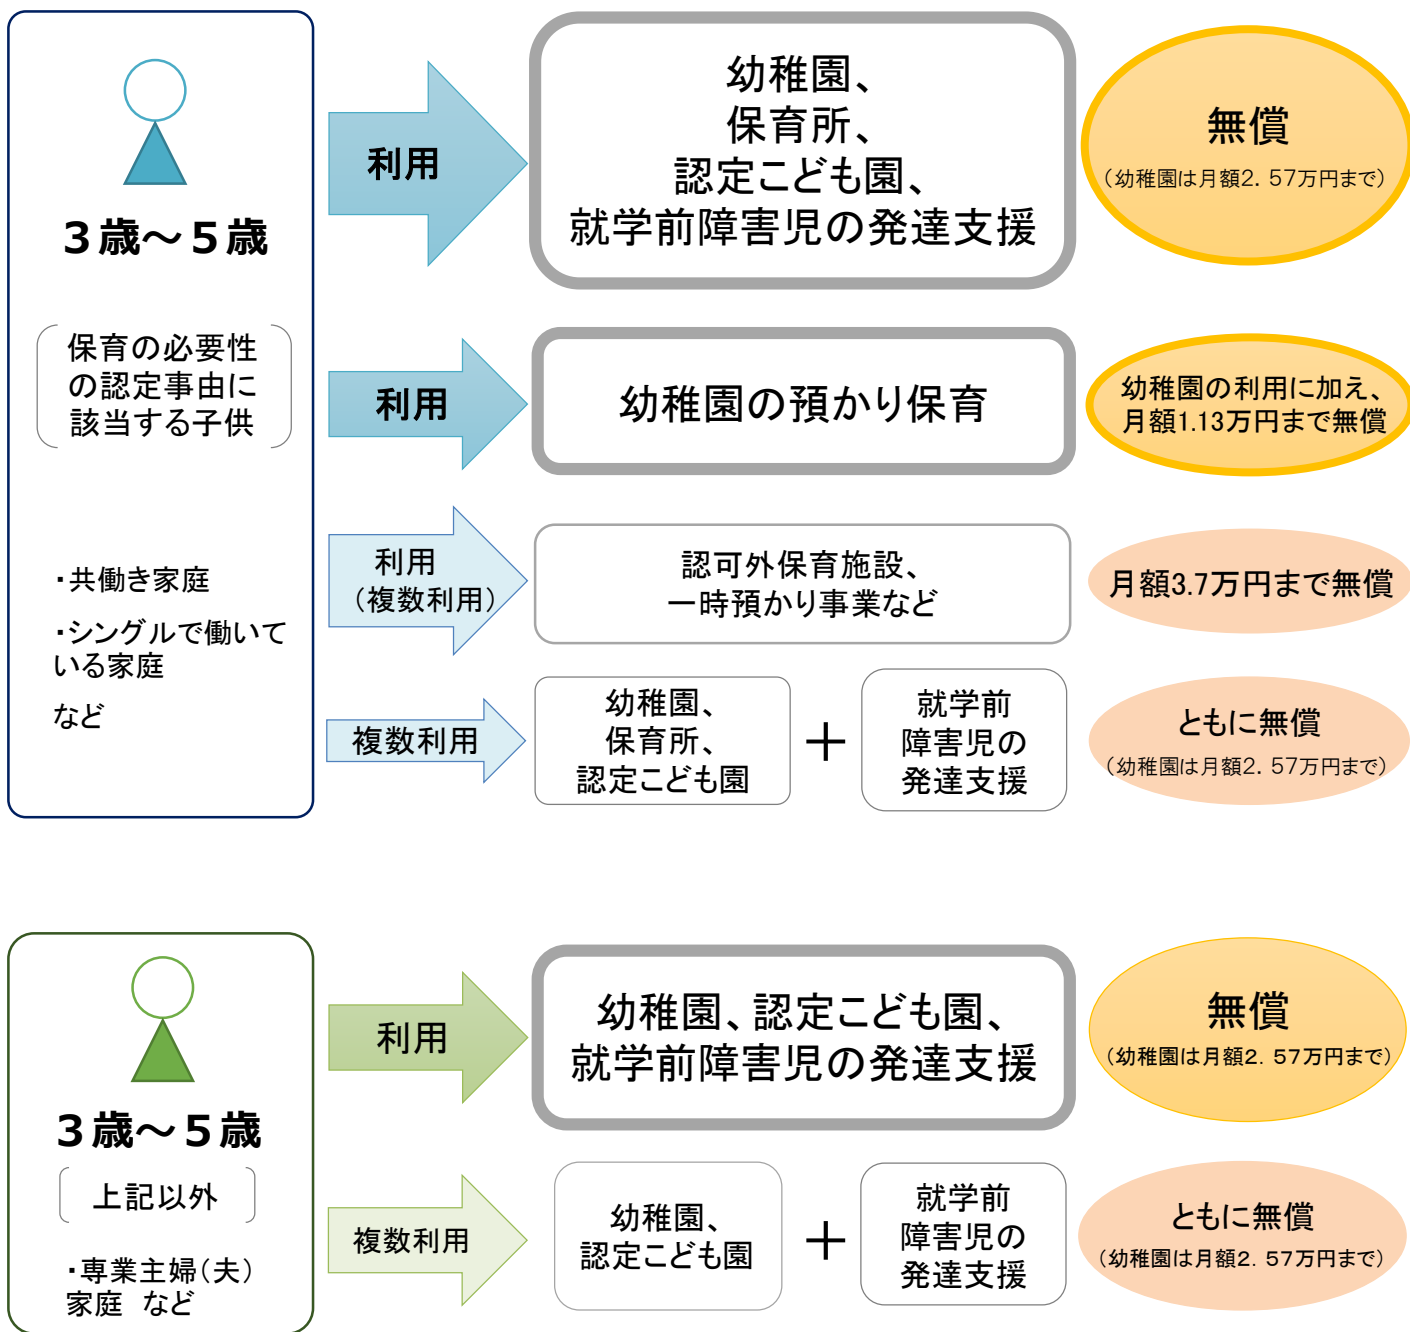 ３歳～５歳
保育の必要性
の認定事由に
該当する子供
・共働き家庭
・シングルで働いて
いる家庭
など
利用
幼稚園、
保育所、
認定こども園、
就学前障害児の発達支援
無償
（幼稚園は月額２．５７万円まで）
利用
幼稚園の預かり保育
幼稚園の利用に加え、
月額1.13万円まで無償
利用
（複数利用）
認可外保育施設、
一時預かり事業など
月額3.7万円まで無償
複数利用
幼稚園、
保育所、
認定こども園
＋
就学前
障害児の
発達支援
ともに無償
（幼稚園は月額２．５７万円まで）
３歳～５歳
上記以外
・専業主婦（夫）
家庭　など
利用
幼稚園、認定こども園、
就学前障害児の発達支援
無償
（幼稚園は月額２．５７万円まで）
複数利用
幼稚園、
認定こども園
＋
就学前
障害児の
発達支援
ともに無償
（幼稚園は月額２．５７万円まで）